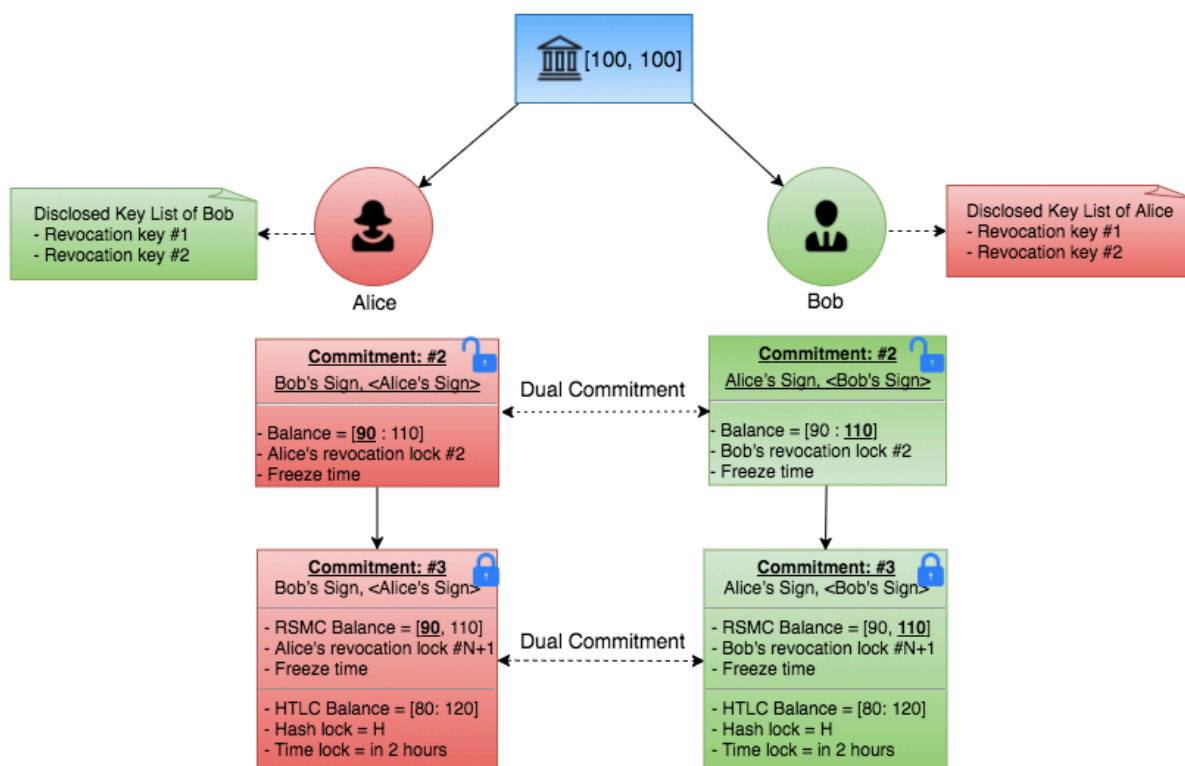 [100, 100]
Disclosed Key List of Bob
- Revocation key #1
- Revocation key #2
Alice
Bob
Disclosed Key List of Alice
- Revocation key #1
- Revocation key #2
Commitment: #2
Bob's Sign, <Alice's Sign>
- Balance = [90 : 110]
- Alice's revocation lock #2
- Freeze time
Dual Commitment
Commitment: #2
Alice's Sign, <Bob's Sign>
- Balance = [90 : 110]
- Bob's revocation lock #2
- Freeze time
Commitment: #3
Bob's Sign, <Alice's Sign>
- RSMC Balance = [90, 110]
- Alice's revocation lock #N+1
- Freeze time
- HTLC Balance = [80: 120]
- Hash lock = H
- Time lock = in 2 hours
Dual Commitment
Commitment: #3
Alice's Sign, <Bob's Sign>
- RSMC Balance = [90, 110]
- Bob's revocation lock #N+1
- Freeze time
- HTLC Balance = [80: 120]
- Hash lock = H
- Time lock = in 2 hours